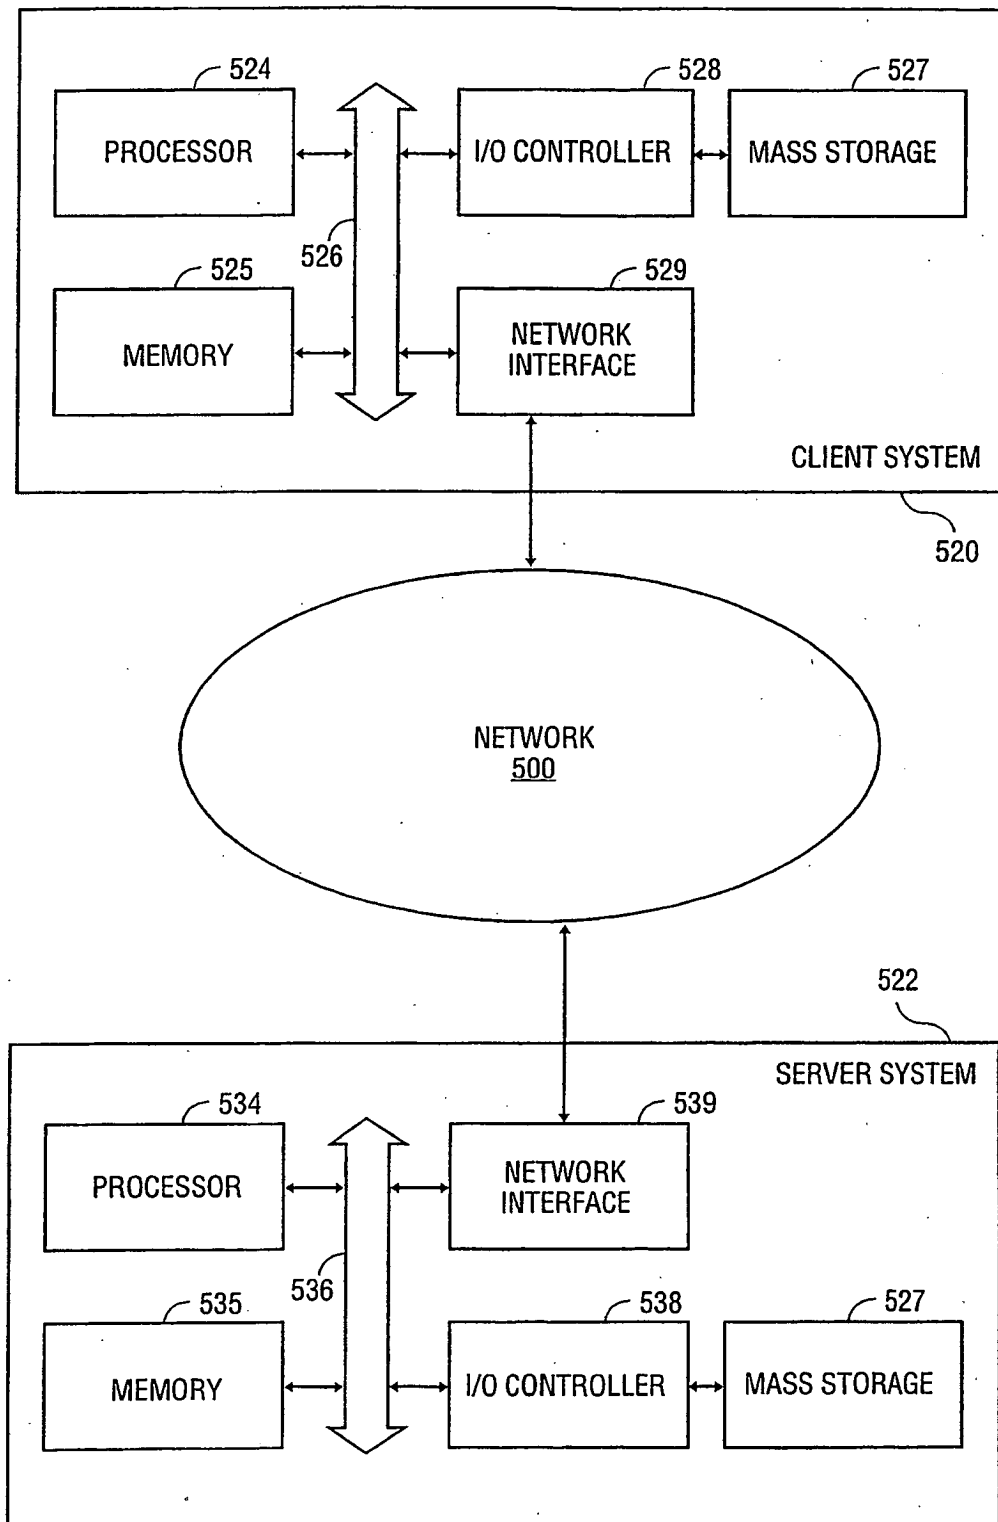 524
528
527
PROCESSOR
I/O CONTROLLER
MASS STORAGE
526
525
529
MEMORY
NETWORK
INTERFACE
CLIENT SYSTEM
520
NETWORK
500
522
SERVER SYSTEM
534
539
PROCESSOR
NETWORK
INTERFACE
536
535
538
527
MEMORY
I/O CONTROLLER
MASS STORAGE